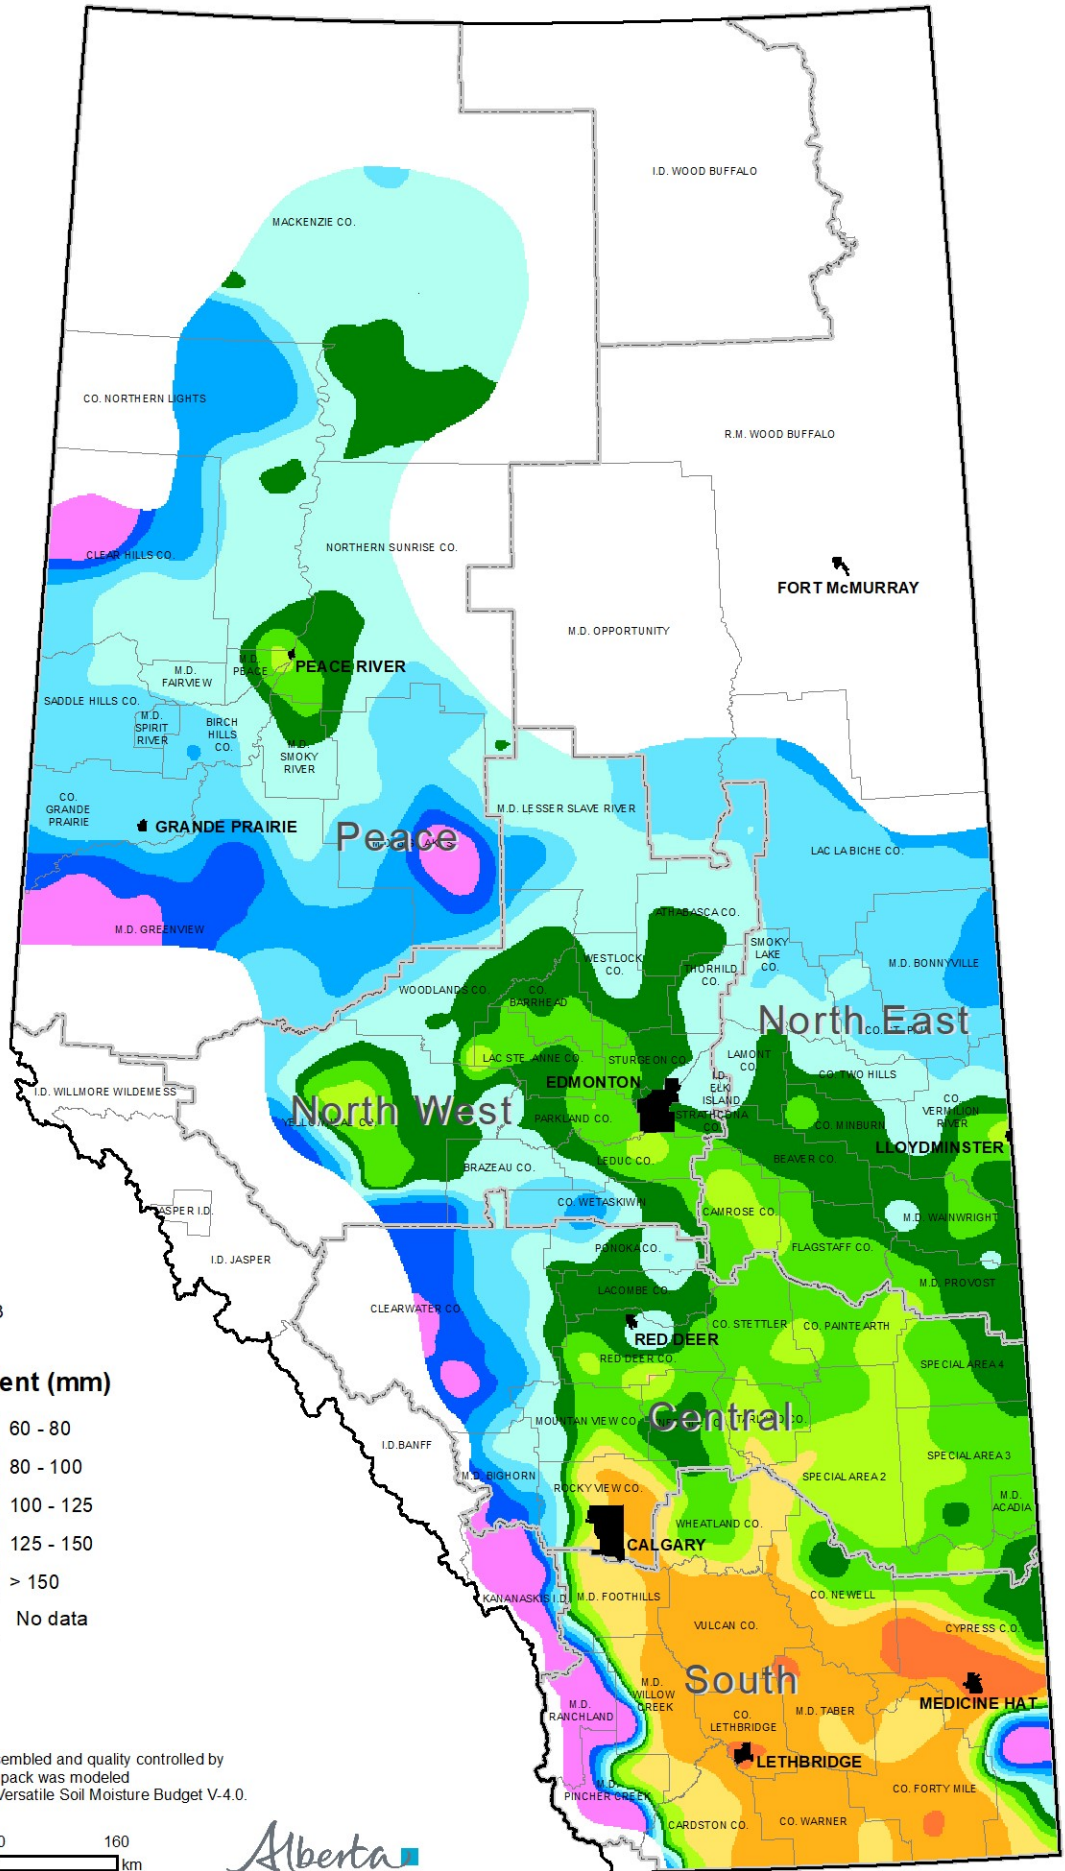 I.D. WOOD BUFFALO
MACKENZIE CO.
CO. NORTHERN LIGHTS
R.M. WOOD BUFFALO
CLEAR HILLS CO.
NORTHERN SUNRISE CO.
FORT McMURRAY
M.D. OPPORTUNITY
M.D.
PEACE
PEACE RIVER
M.D.
FAIRVIEW
SADDLE HILLS CO.
M.D.
SPIRIT
RIVER
BIRCH
HILLS
CO.
M.D.
SMOKY
RIVER
CO.
GRANDE
PRAIRIE
GRANDE PRAIRIE
Peace
M.D. LESSER SLAVE RIVER
LAC LA BICHE CO.
M.D. GREENVIEW
ATHABASCA CO.
SMOKY
LAKE
CO.
WESTLOCK
CO.
THORHILD
CO.
M.D. BONNYVILLE
WOODLANDS CO.
CO.
BARRHEAD
North East
LAC STE. ANNE CO.
STURGEON CO.
LAMONT
CO.
CO. TWO HILLS
EDMONTON
I.D.
ELK
ISLAND
I.D. WILLMORE WILDERNESS
North West
PARKLAND CO.
STRATHCONA
CO.
CO.
VERMILION
RIVER
CO. MINBURN
LLOYDMINSTER
LEDUC CO.
BEAVER CO.
BRAZEAU CO.
CO. WETASKIWIN
JASPER I.D.
CAMROSE CO.
M.D. WAINWRIGHT
I.D. JASPER
PONOKA CO.
FLAGSTAFF CO.
M.D. PROVOST
LACOMBE CO.
CLEARWATER CO.
CO. STETTLER
CO. PAINTEARTH
RED DEER
RED DEER CO.
SPECIAL AREA 4
3
ent (mm)
60 - 80
80 - 100
100 - 125
125 - 150
> 150
No data
MOUNTAIN VIEW CO.
Central
I.D.BANFF
SPECIAL AREA 3
M.D. BIGHORN
SPECIAL AREA 2
ROCKY VIEW CO.
M.D.
ACADIA
WHEATLAND CO.
CALGARY
KANANASKIS I.D.
M.D. FOOTHILLS
CO. NEWELL
VULCAN CO.
CYPRESS CO.
South
M.D.
WILLOW
CREEK
MEDICINE HAT
M.D.
RANCHLAND
CO.
LETHBRIDGE
M.D. TABER
LETHBRIDGE
M.D.
PINCHER CREEK
CO. FORTY MILE
CARDSTON CO.
CO. WARNER
embled and quality controlled by
pack was modeled
Versatile Soil Moisture Budget V-4.0.
0 160
km
Alberta